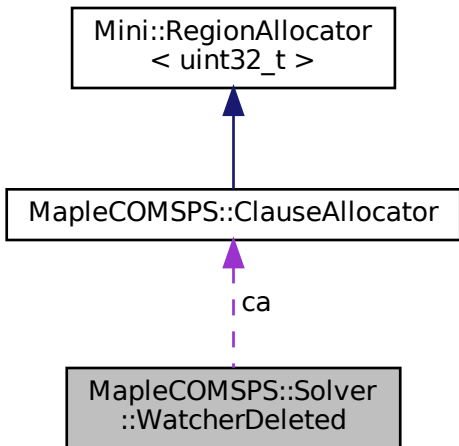 Mini::RegionAllocator
< uint32_t >
MapleCOMSPS::ClauseAllocator
ca
MapleCOMSPS::Solver
::WatcherDeleted